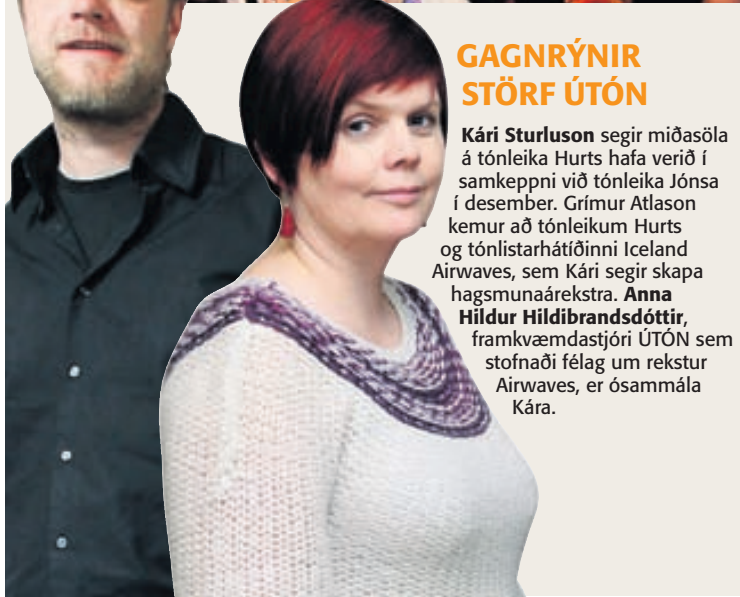 GAGNRÝNIR
STÖRF ÚTÓN
Kári Sturluson segir miðasöla
á tónleika Hurts hafa verið í
samkeppni við tónleika Jónsa
í desember. Grímur Atlason
kemur að tónleikum Hurts
og tónlistarhátíðinni Iceland
Airwaves, sem Kári segir skapa
hagsmunaárekstra. Anna
Hildur Hildibrandsdóttir,
framkvæmdastjóri ÚTÓN sem
stofnaði félag um rekstur
Airwaves, er ósammála
Kára.